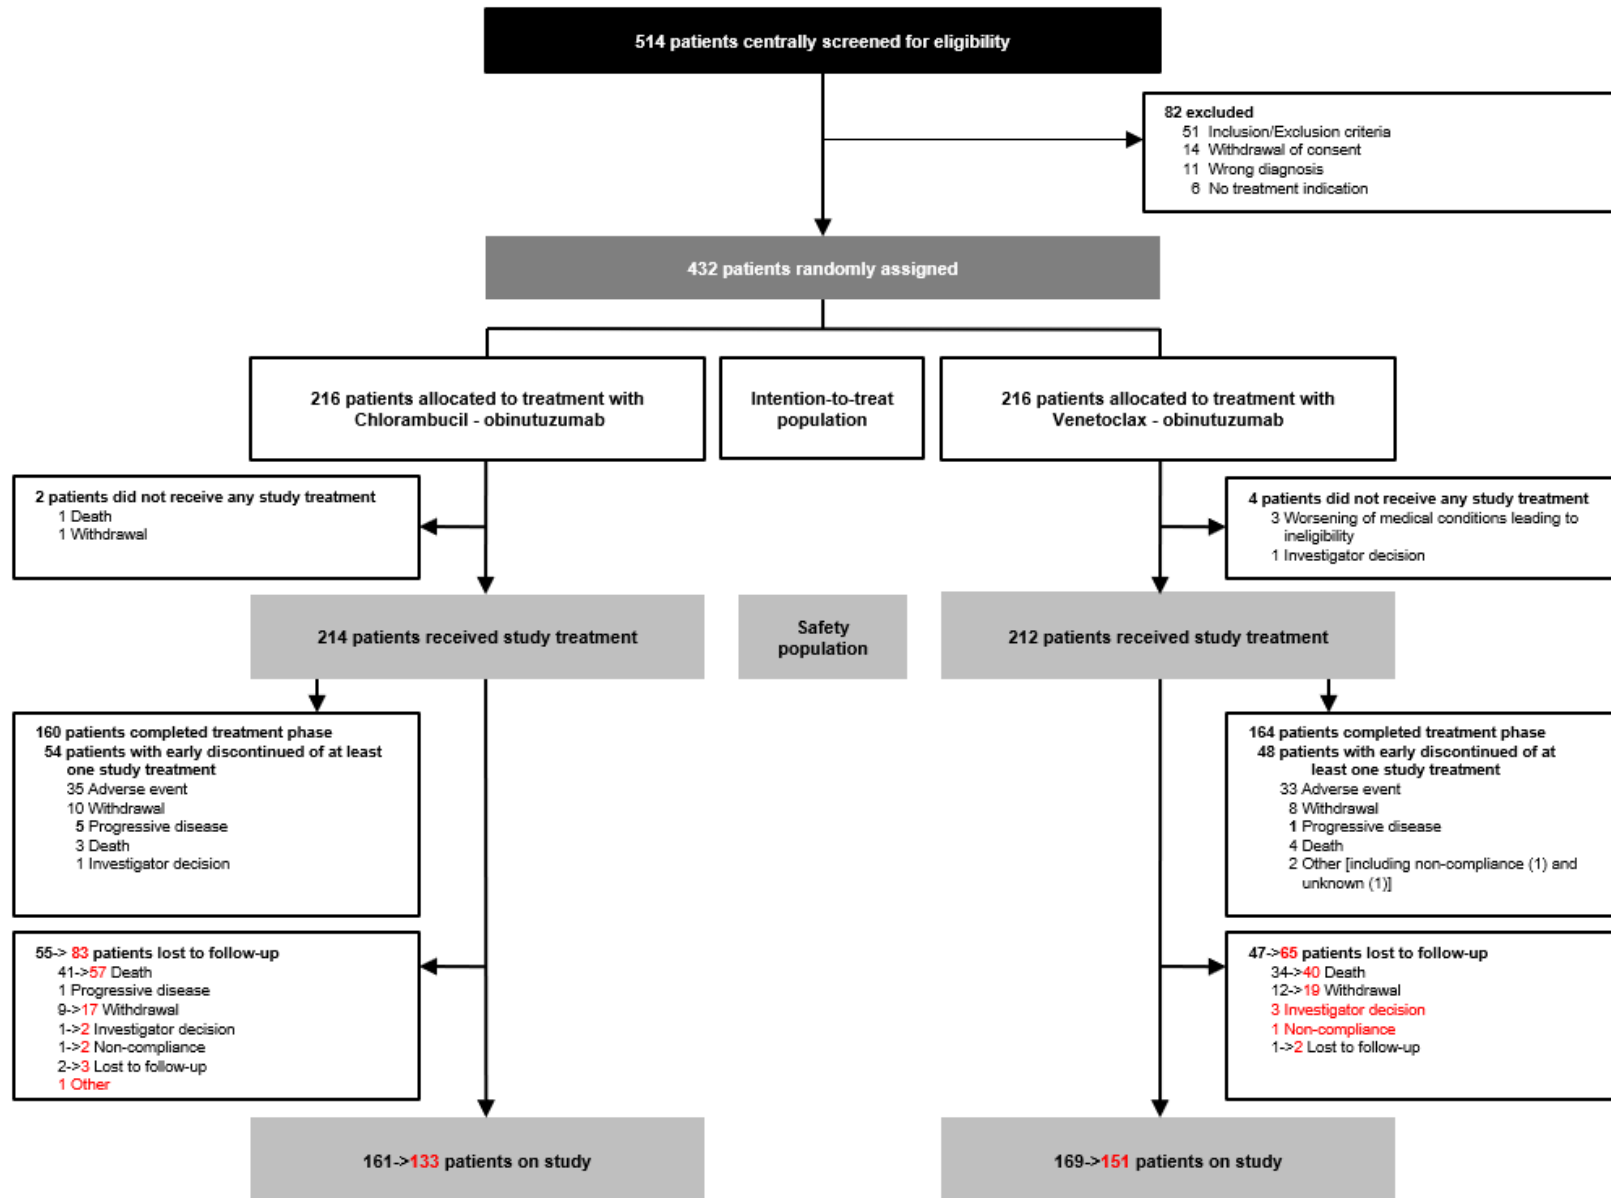 514 patients centrally screened for eligibility
82 excluded
51 Inclusion/Exclusion criteria
14 Withdrawal of consent
11 Wrong diagnosis
6 No treatment indication
432 patients randomly assigned
216 patients allocated to treatment with
Chlorambucil - obinutuzumab
Intention-to-treat
population
216 patients allocated to treatment with
Venetoclax - obinutuzumab
2 patients did not receive any study treatment
1 Death
1 Withdrawal
4 patients did not receive any study treatment
3 Worsening of medical conditions leading to
ineligibility
1 Investigator decision
214 patients received study treatment
Safety
population
212 patients received study treatment
160 patients completed treatment phase
54 patients with early discontinued of at least
one study treatment
35 Adverse event
10 Withdrawal
5 Progressive disease
3 Death
1 Investigator decision
164 patients completed treatment phase
48 patients with early discontinued of at
least one study treatment
33 Adverse event
8 Withdrawal
1 Progressive disease
4 Death
2 Other [including non-compliance (1) and
unknown (1)]
55-> 83 patients lost to follow-up
41->57 Death
1 Progressive disease
9->17 Withdrawal
1->2 Investigator decision
1->2 Non-compliance
2->3 Lost to follow-up
1 Other
47->65 patients lost to follow-up
34->40 Death
12->19 Withdrawal
3 Investigator decision
1 Non-compliance
1->2 Lost to follow-up
161->133 patients on study
169->151 patients on study